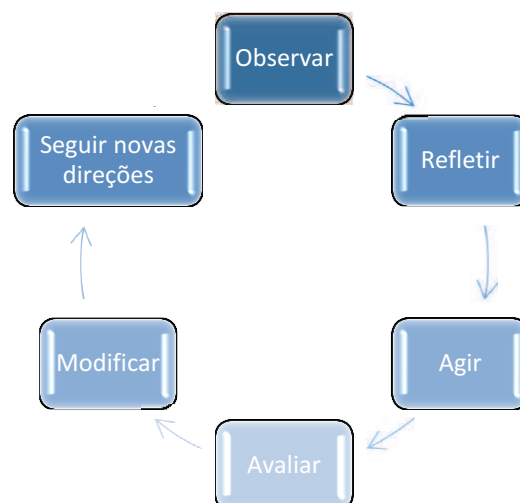 Observar
Refletir
Agir
Avaliar
Modificar
Seguir novas
direções